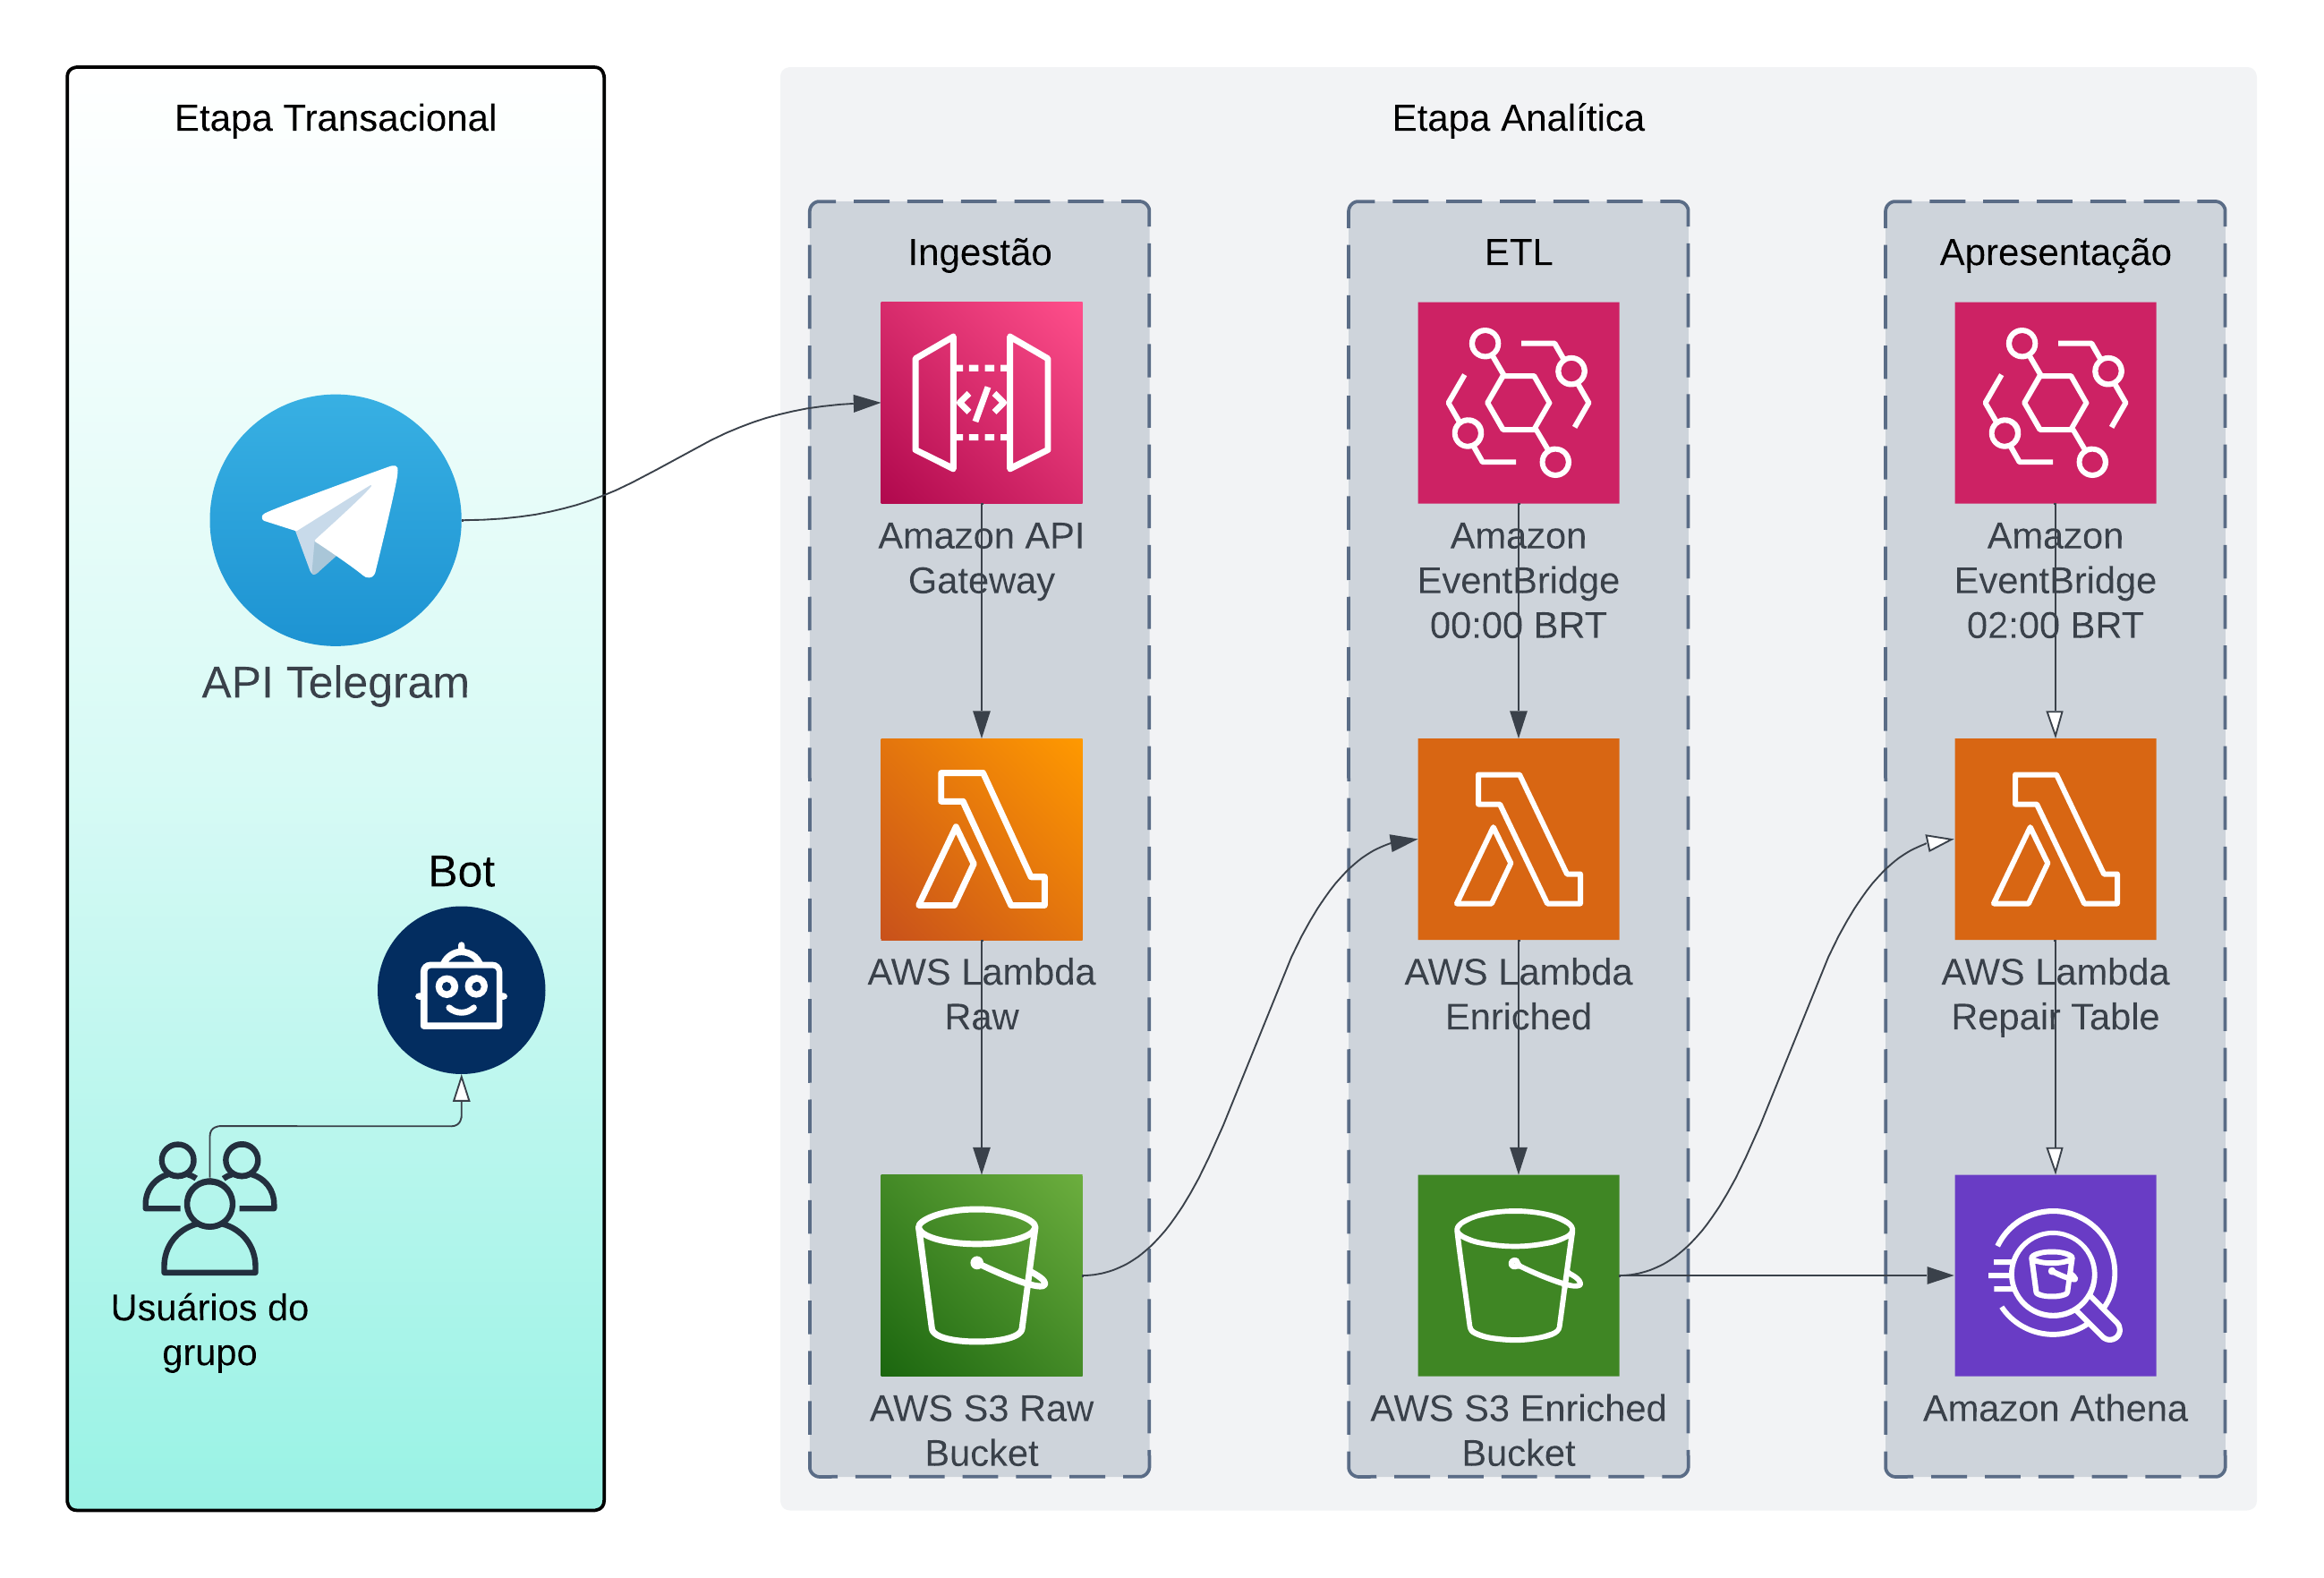 Etapa Transacional
API Telegram
Bot
Usuários do
grupo
Etapa Analítica
Ingestão
Amazon API
Gateway
AWS Lambda
Raw
AWS S3 Raw
Bucket
ETL
Amazon
EventBridge
00:00 BRT
AWS Lambda
Enriched
AWS S3 Enriched
Bucket
Apresentação
Amazon
EventBridge
02:00 BRT
AWS Lambda
Repair Table
Amazon Athena